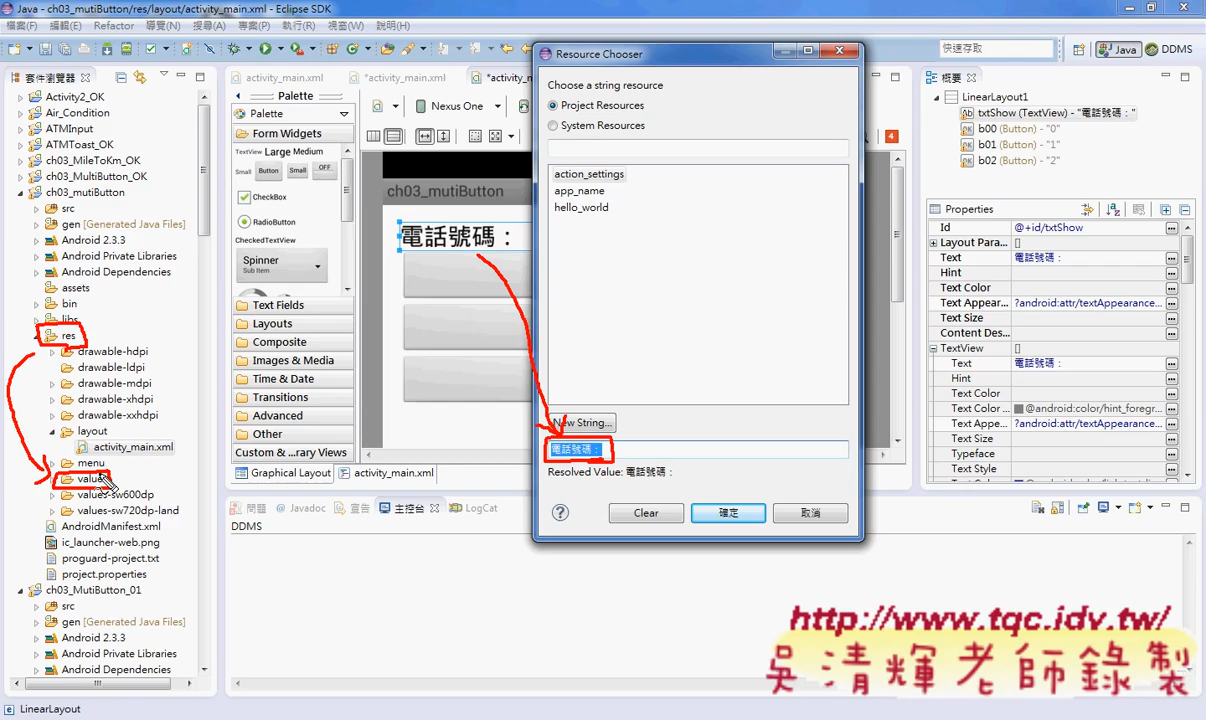 Java - ch03_mutiButton/res/layout/activity_main.xml - Eclipse SDK
檔案(F) 編輯(E) Refactor 導覽(N) 搜尋(A) 專案(P) 執行(R) 視窗(W) 說明(H)
快速存取 Java DDMS
套件瀏覽器
Activity2_OK
Air_Condition
ATMInput
ATMToast_OK
ch03_MileToKm_OK
ch03_MultiButton_OK
ch03_mutiButton
src
gen [Generated Java Files]
Android 2.3.3
Android Private Libraries
Android Dependencies
assets
bin
libs
res
drawable-hdpi
drawable-ldpi
drawable-mdpi
drawable-xhdpi
drawable-xxhdpi
layout
activity_main.xml
menu
values
values-sw600dp
values-sw720dp-land
AndroidManifest.xml
ic_launcher-web.png
proguard-project.txt
project.properties
ch03_MutiButton_01
src
gen [Generated Java Files]
Android 2.3.3
Android Private Libraries
Android Dependencies
activity_main.xml *activity_main.xml *activity_m
Palette
Palette
Form Widgets
TextView Large Medium
Small Button Small OFF
CheckBox
RadioButton
CheckedTextView
Spinner
Sub Item
Text Fields
Layouts
Composite
Images & Media
Time & Date
Transitions
Advanced
Other
Custom & ...rary Views
Nexus One
4
ch03_mutiButton
電話號碼：
Graphical Layout activity_main.xml
問題 Javadoc 宣告 主控台 LogCat
DDMS
Resource Chooser
Choose a string resource
Project Resources
System Resources
action_settings
app_name
hello_world
New String...
電話號碼：
Resolved Value: 電話號碼：
Clear 確定 取消
概要
LinearLayout1
txtShow (TextView) - "電話號碼："
b00 (Button) - "0"
b01 (Button) - "1"
b02 (Button) - "2"
Properties
Id @+id/txtShow
Layout Para... []
Text 電話號碼：
Hint
Text Color
Text Appear... ?android:attr/textAppearance...
Text Size
Content Des...
TextView []
Text 電話號碼：
Hint
Text Color
Text Color ... @android:color/hint_foregr...
Text Appear... ?android:attr/textAppearance...
Text Size
Typeface
Text Style
http://www.tqc.idv.tw/
吳清輝老師錄製
LinearLayout